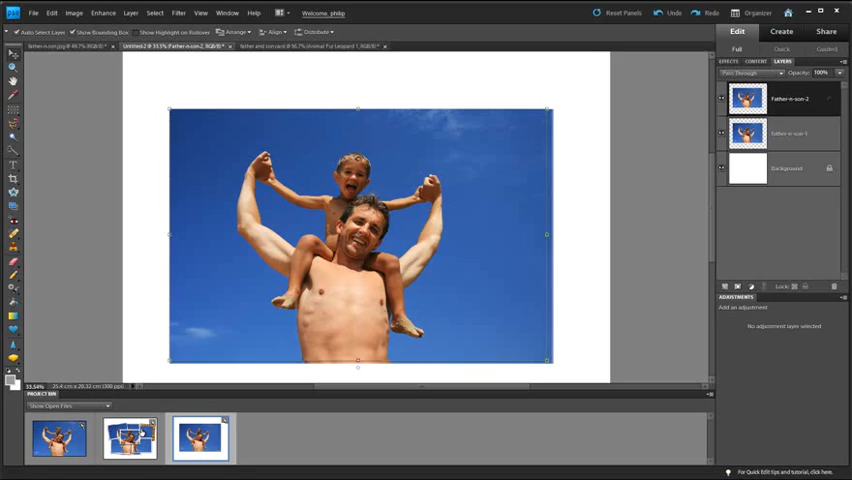 pse File Edit Image Enhance Layer Select Filter View Window Help Welcome, philip Reset Panels Undo Redo Organizer
Auto Select Layer Show Bounding Box Show Highlight on Rollover Arrange Align Distribute
Edit Create Share
Full Quick Guided
EFFECTS CONTENT LAYERS
Pass Through Opacity: 100%
Father-n-son-2
Father-n-son-1
Background
Lock:
ADJUSTMENTS
Add an adjustment
No adjustment layer selected
33.54% 25.4 cm x 20.32 cm (300 ppi)
PROJECT BIN
Show Open Files
For Quick Edit tips and tutorial, click here.